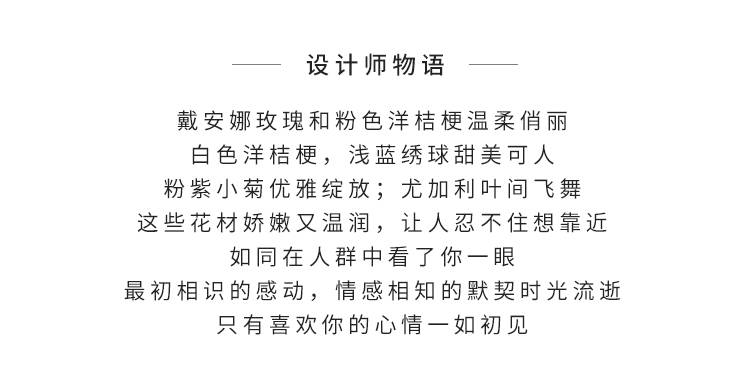 设计师物语
戴安娜玫瑰和粉色洋桔梗温柔俏丽
白色洋桔梗，浅蓝绣球甜美可人
粉紫小菊优雅绽放；尤加利叶间飞舞
这些花材娇嫩又温润，让人忍不住想靠近
如同在人群中看了你一眼
最初相识的感动，情感相知的默契时光流逝
只有喜欢你的心情一如初见